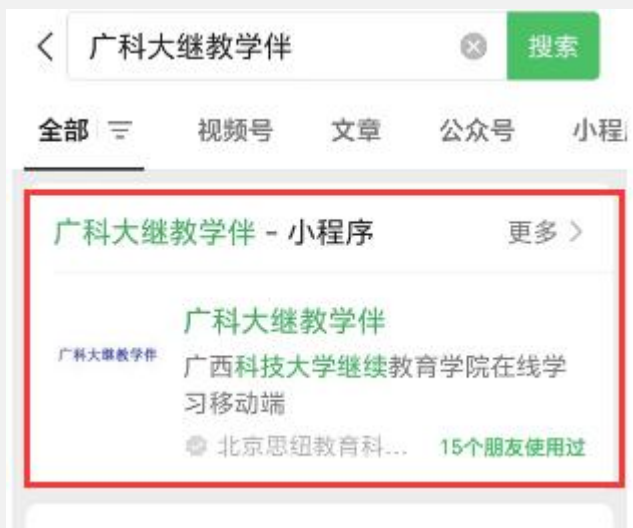 广科大继教学伴
搜索
全部
视频号
文章
公众号
小程
广科大继教学伴 - 小程序
更多
广科大继教学伴
广科大继教学伴
广西科技大学继续教育学院在线学
习移动端
北京思纽教育科...
15个朋友使用过